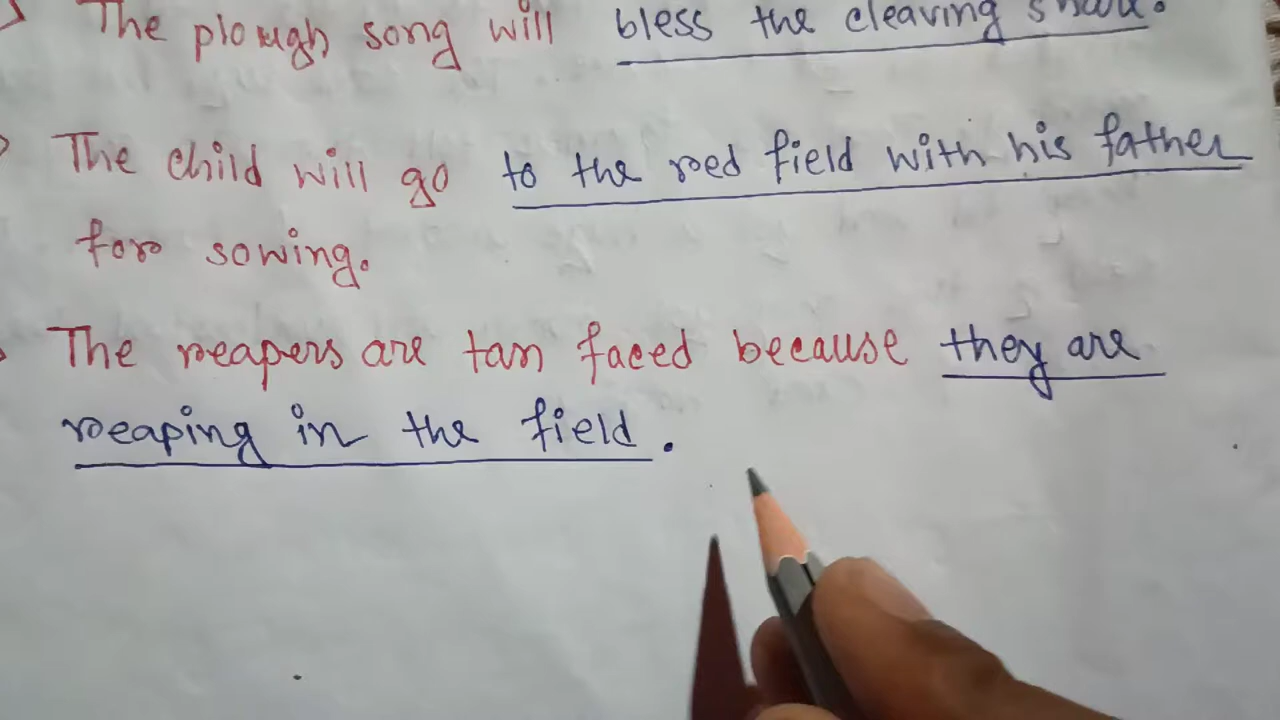 The plough song will bless the cleaving share.
The child will go to the red field with his father
for sowing.
The reapers are tan faced because they are
reaping in the field.